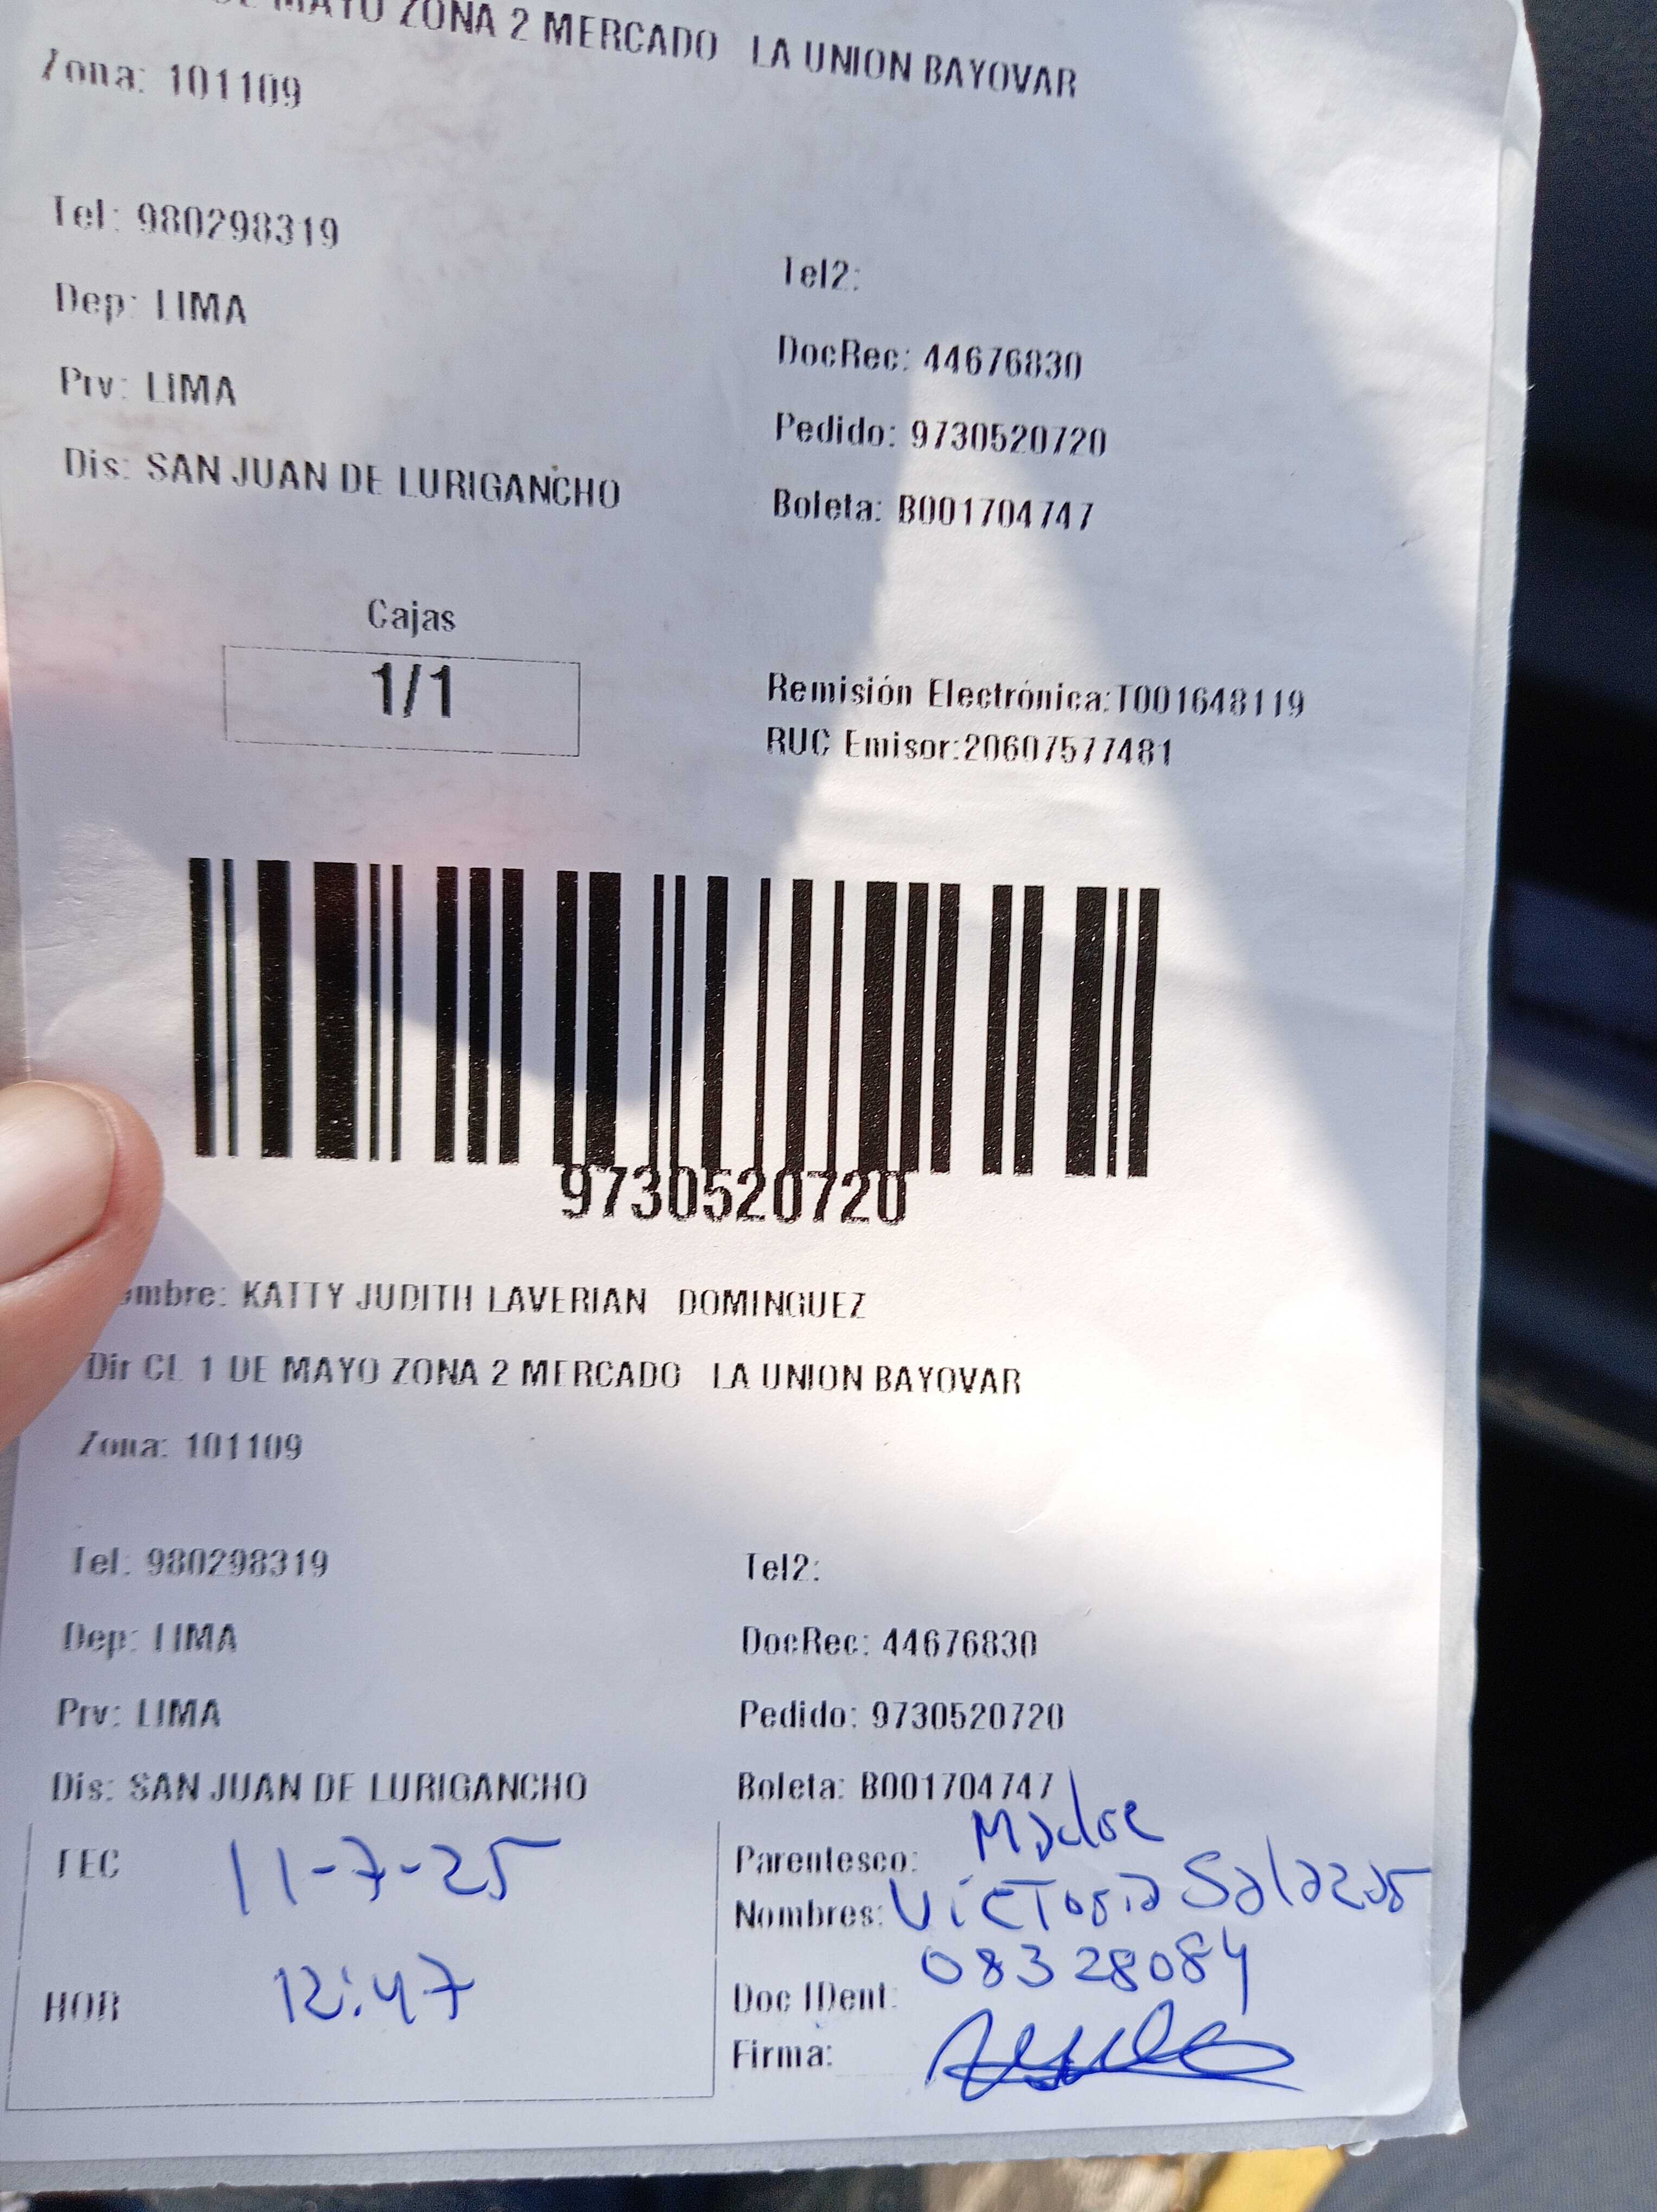 MAYO ZONA 2 MERCADO LA UNION BAYOVAR
Zona: 101109
Tel: 980298319
Tel2:
Dep: LIMA
DocRec: 44676830
Prv: LIMA
Pedido: 9730520720
Dis: SAN JUAN DE LURIGANCHO
Boleta: B001704747
Cajas
1/1
Remisión Electrónica:T001648119
RUC Emisor:20607577481
9730520720
ombre: KATTY JUDITH LAVERIAN DOMINGUEZ
Dir CL 1 DE MAYO ZONA 2 MERCADO LA UNION BAYOVAR
Zona: 101109
Tel: 980298319
Tel2:
Dep: LIMA
DocRec: 44676830
Prv: LIMA
Pedido: 9730520720
Dis: SAN JUAN DE LURIGANCHO
Boleta: B001704747
FEC 11-7-25
Parentesco: Madre
Nombres: Victoria Salazar
HOR 12:47
Doc IDent: 08328084
Firma: